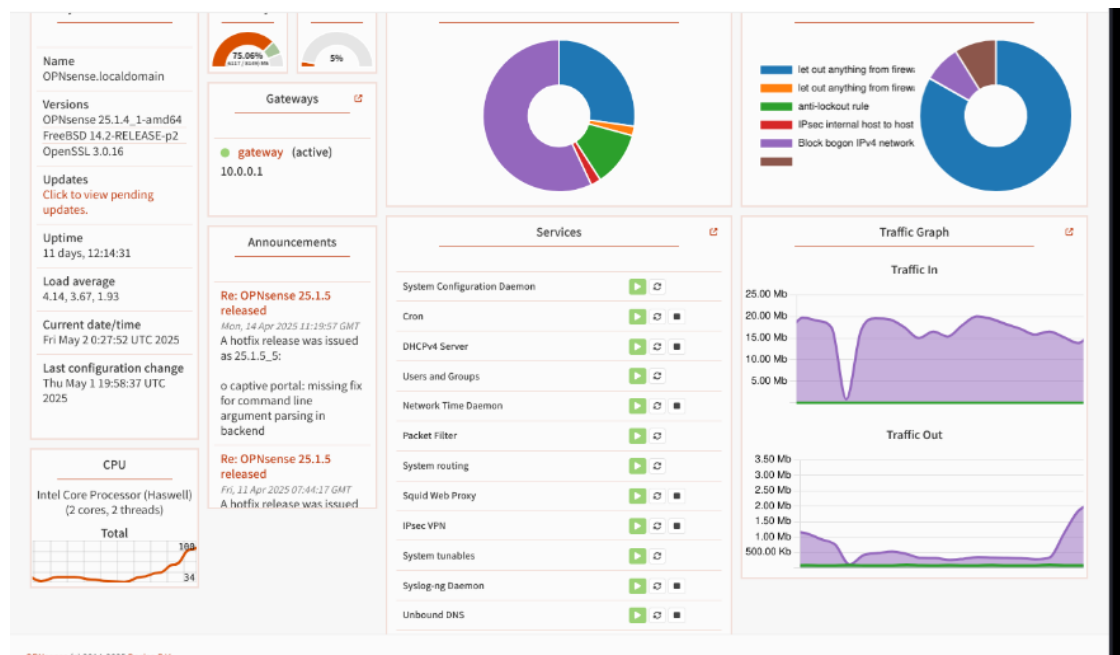 Name
OPNsense.localdomain
Versions
OPNsense 25.1.4_1-amd64
FreeBSD 14.2-RELEASE-p2
OpenSSL 3.0.16
Updates
Click to view pending
updates.
Uptime
11 days, 12:14:31
Load average
4.14, 3.67, 1.93
Current date/time
Fri May 2 0:27:52 UTC 2025
Last configuration change
Thu May 1 19:58:37 UTC
2025
CPU
Intel Core Processor (Haswell)
(2 cores, 2 threads)
Total
100
34
75.06%
5%
Gateways
gateway (active)
10.0.0.1
Announcements
Re: OPNsense 25.1.5
released
Mon, 14 Apr 2025 11:19:57 GMT
A hotfix release was issued
as 25.1.5_5:
o captive portal: missing fix
for command line
argument parsing in
backend
Re: OPNsense 25.1.5
released
Fri, 11 Apr 2025 07:44:17 GMT
A hotfix release was issued
let out anything from firew
let out anything from firew
anti-lockout rule
IPsec internal host to host
Block bogon IPv4 network
Services
System Configuration Daemon
Cron
DHCPv4 Server
Users and Groups
Network Time Daemon
Packet Filter
System routing
Squid Web Proxy
IPsec VPN
System tunables
Syslog-ng Daemon
Unbound DNS
Traffic Graph
Traffic In
25.00 Mb
20.00 Mb
15.00 Mb
10.00 Mb
5.00 Mb
Traffic Out
3.50 Mb
3.00 Mb
2.50 Mb
2.00 Mb
1.50 Mb
1.00 Mb
500.00 Kb